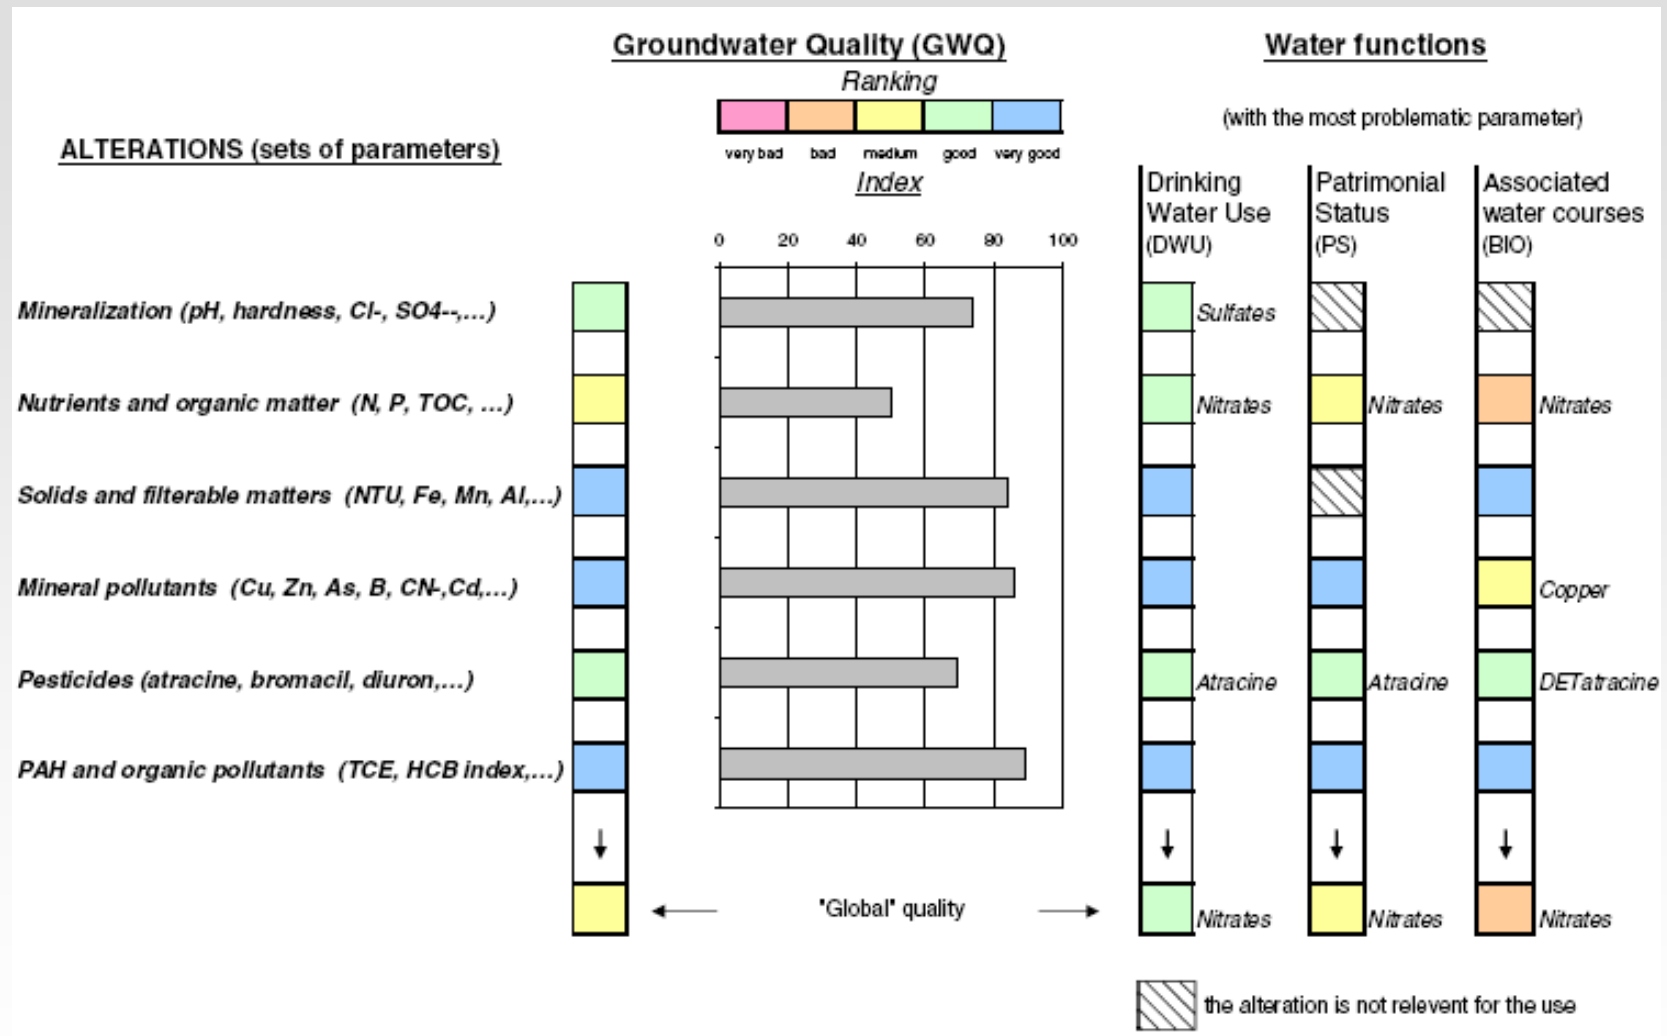 Groundwater Quality (GWQ)
Ranking
very bad bad medium good very good
Index
0 20 40 60 80 100
Water functions
(with the most problematic parameter)
ALTERATIONS (sets of parameters)
Drinking
Water Use
(DWU)
Patrimonial
Status
(PS)
Associated
water courses
(BIO)
Mineralization (pH, hardness, Cl-, SO4--,...)
Sulfates
Nutrients and organic matter (N, P, TOC, ...)
Nitrates Nitrates Nitrates
Solids and filterable matters (NTU, Fe, Mn, Al,...)
Mineral pollutants (Cu, Zn, As, B, CN-,Cd,...)
Copper
Pesticides (atracine, bromacil, diuron,...)
Atracine Atracine DETatracine
PAH and organic pollutants (TCE, HCB index,...)
"Global" quality
Nitrates Nitrates Nitrates
the alteration is not relevent for the use